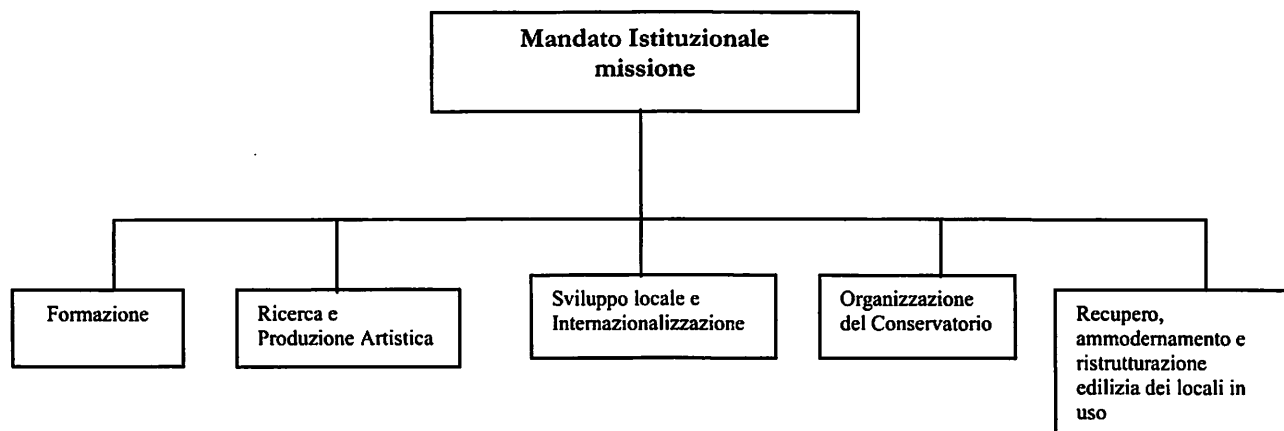 Mandato Istituzionale
missione
Formazione
Ricerca e
Produzione Artistica
Sviluppo locale e
Internazionalizzazione
Organizzazione
del Conservatorio
Recupero,
ammodernamento e
ristrutturazione
edilizia dei locali in
uso